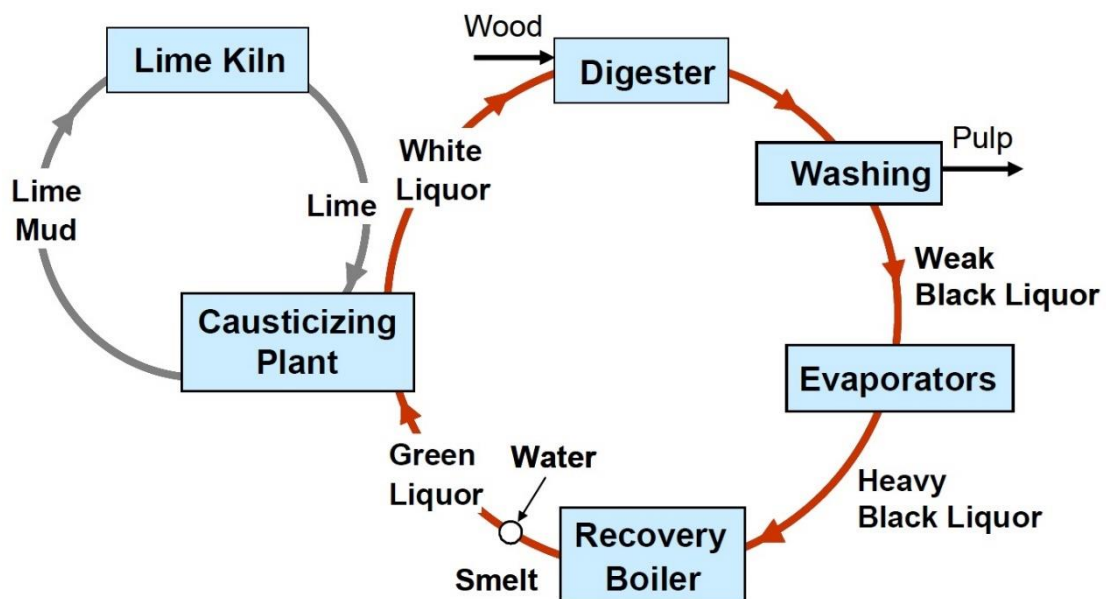 Wood
Lime Kiln
Digester
White
Liquor
Pulp
Washing
Lime
Mud
Lime
Weak
Black Liquor
Causticizing
Plant
Evaporators
Green
Liquor
Water
Heavy
Black Liquor
Recovery
Boiler
Smelt